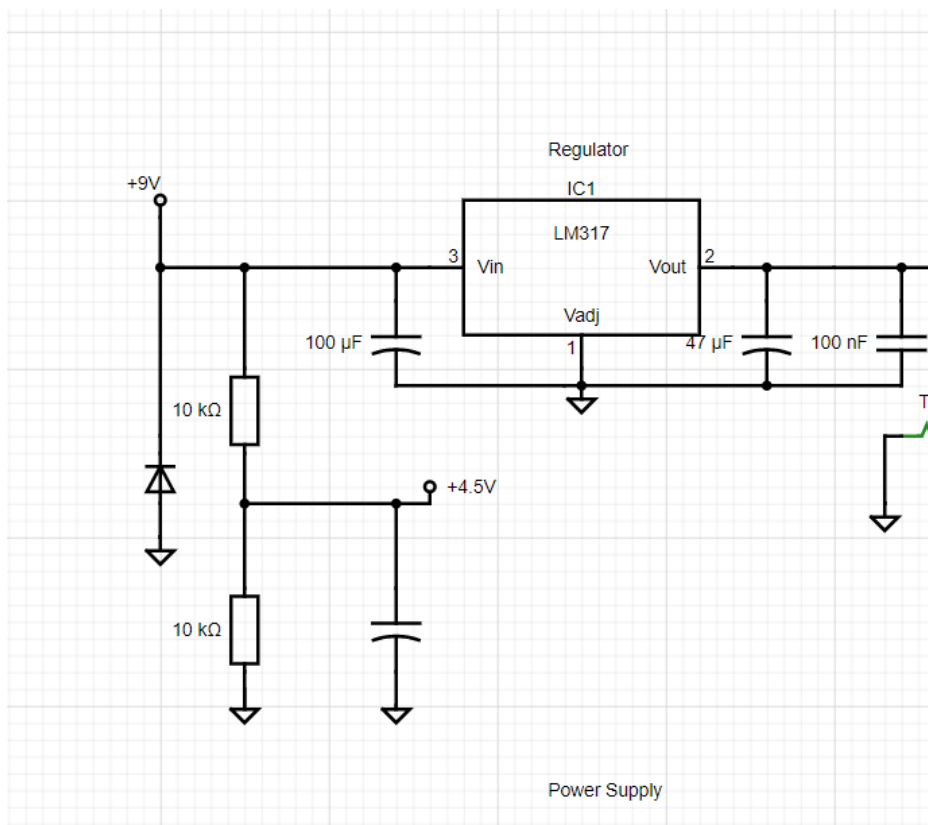 Regulator
+9V
IC1
LM317
3
Vin
Vout
2
Vadj
1
100 µF
47 µF
100 nF
T
10 kΩ
+4.5V
10 kΩ
Power Supply